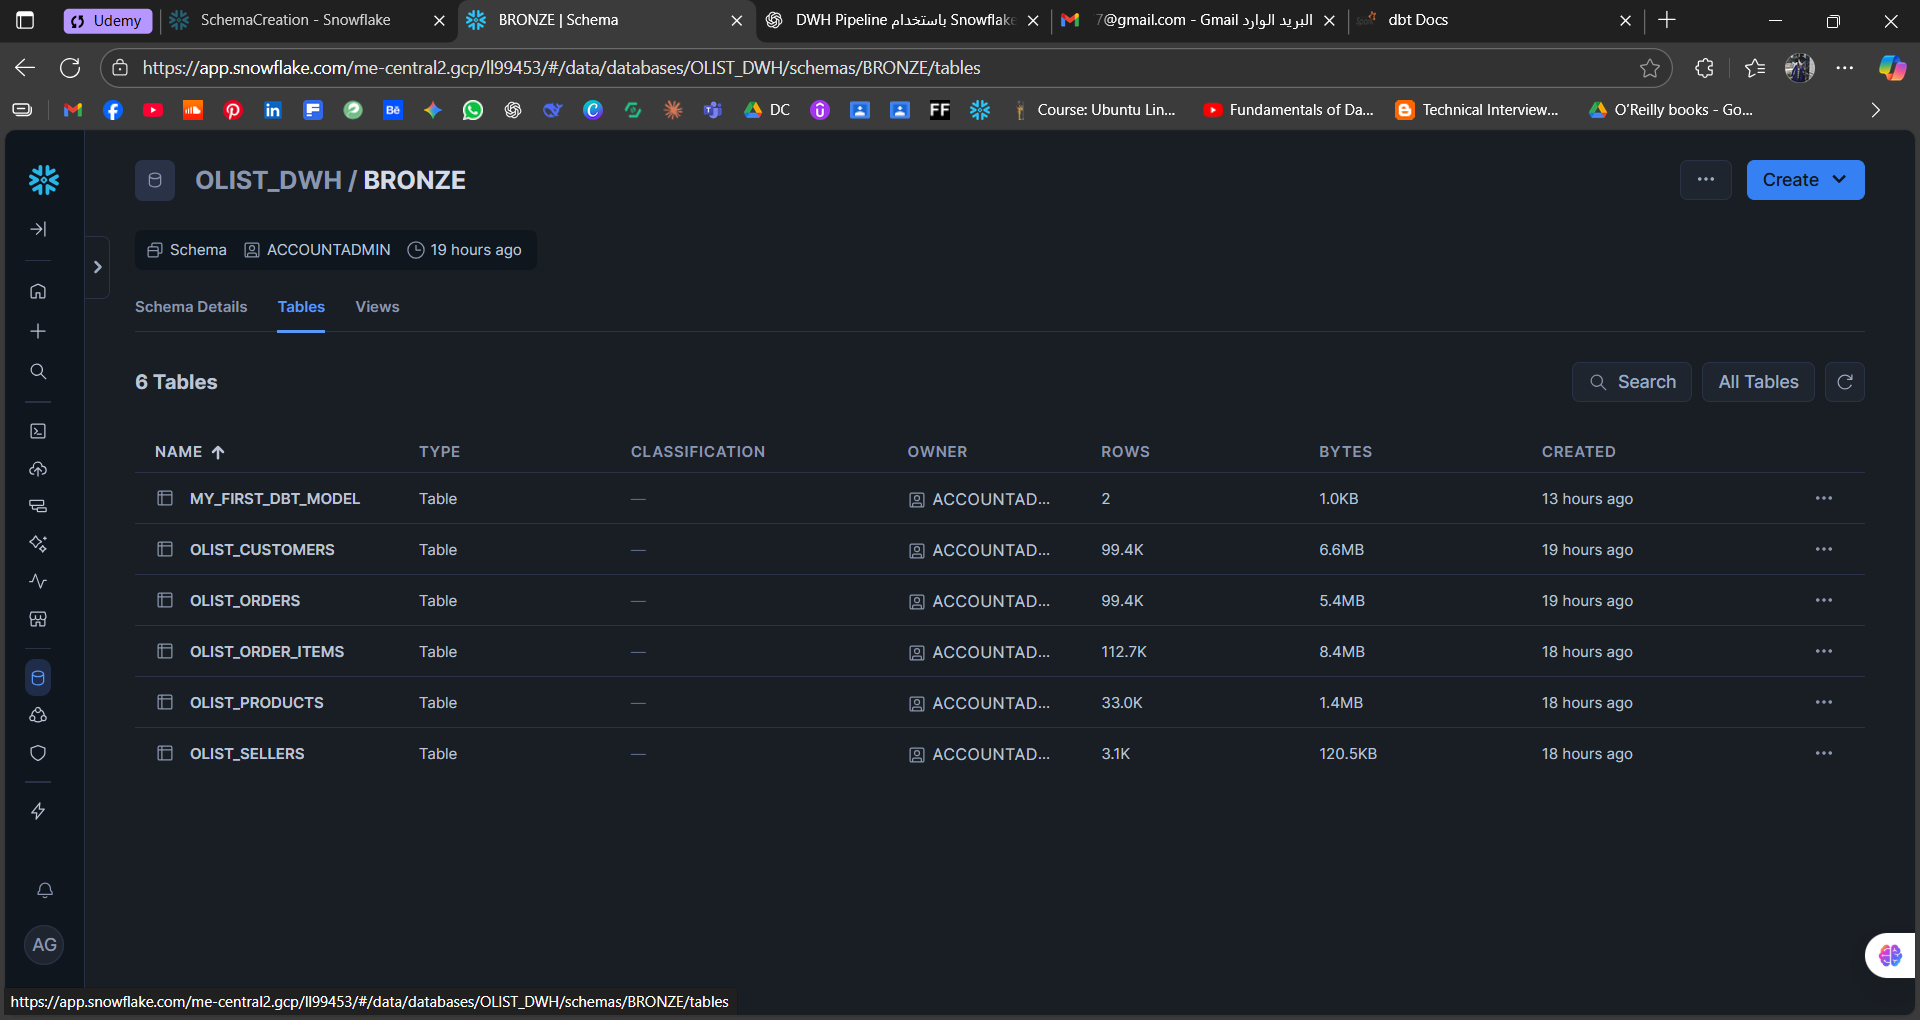 Udemy
SchemaCreation - Snowflake
BRONZE | Schema
DWH Pipeline باستخدام Snowflake
7@gmail.com - Gmail البريد الوارد
dbt Docs
https://app.snowflake.com/me-central2.gcp/ll99453/#/data/databases/OLIST_DWH/schemas/BRONZE/tables
DC
Course: Ubuntu Lin...
Fundamentals of Da...
Technical Interview...
O'Reilly books - Go...
OLIST_DWH / BRONZE
Create
Schema ACCOUNTADMIN 19 hours ago
Schema Details Tables Views
6 Tables
Search
All Tables
NAME TYPE CLASSIFICATION OWNER ROWS BYTES CREATED
MY_FIRST_DBT_MODEL Table — ACCOUNTAD... 2 1.0KB 13 hours ago
OLIST_CUSTOMERS Table — ACCOUNTAD... 99.4K 6.6MB 19 hours ago
OLIST_ORDERS Table — ACCOUNTAD... 99.4K 5.4MB 19 hours ago
OLIST_ORDER_ITEMS Table — ACCOUNTAD... 112.7K 8.4MB 18 hours ago
OLIST_PRODUCTS Table — ACCOUNTAD... 33.0K 1.4MB 18 hours ago
OLIST_SELLERS Table — ACCOUNTAD... 3.1K 120.5KB 18 hours ago
AG
https://app.snowflake.com/me-central2.gcp/ll99453/#/data/databases/OLIST_DWH/schemas/BRONZE/tables